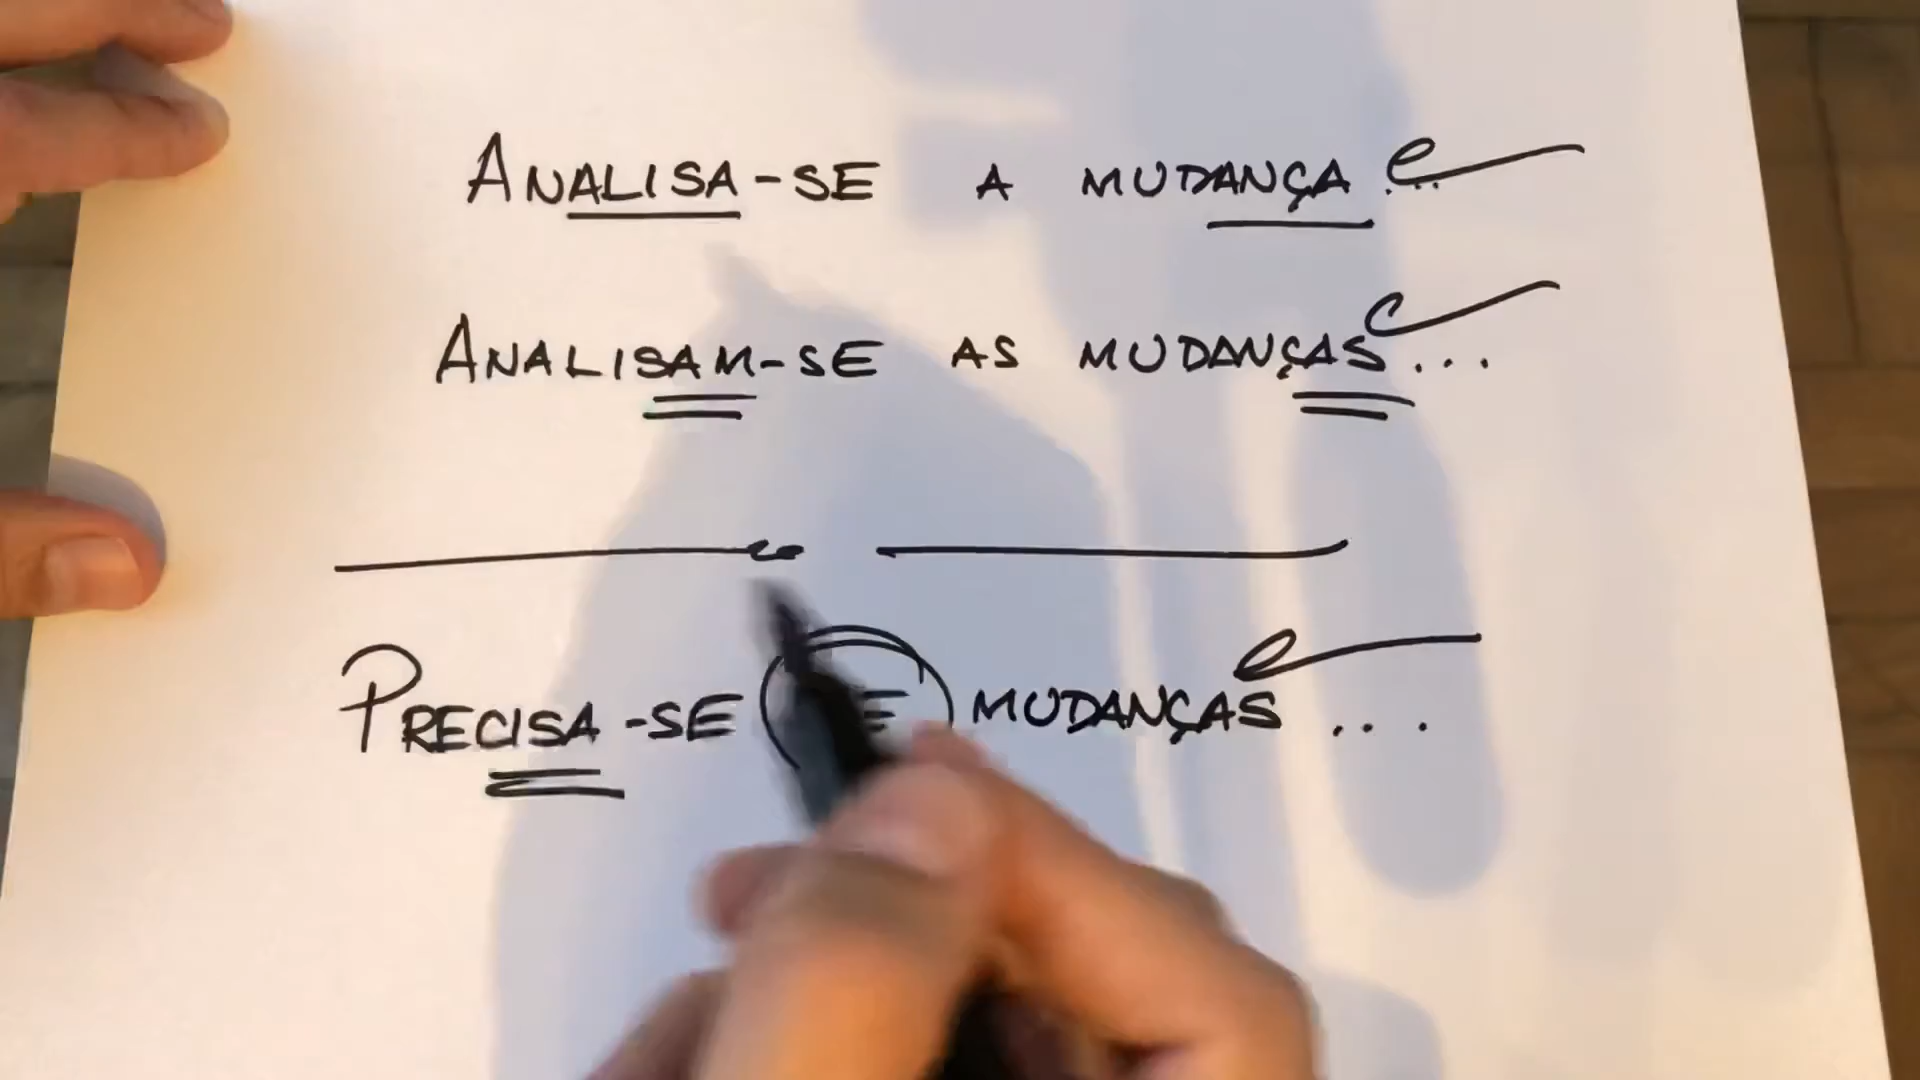 ANALISA-SE A MUDANÇA ...
ANALISAM-SE AS MUDANÇAS ...
PRECISA-SE MUDANÇAS ...